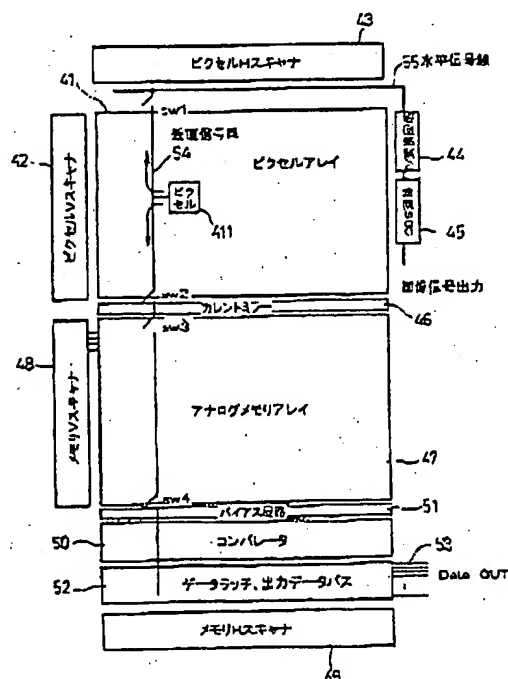 43
ピクセルHスキャナ
55 水平信号線
41
SW1
54
ピクセルアレイ
42
ピクセルVスキャナ
ピク
セル
411
44
45
SW2
画像信号出力
カレントミラー
46
SW3
48
メモリVスキャナ
アナログメモリアレイ
47
SW4
バイアス回路
51
50
コンパレータ
53
52
データラッチ、出力データバス
Data OUT
メモリHスキャナ
49